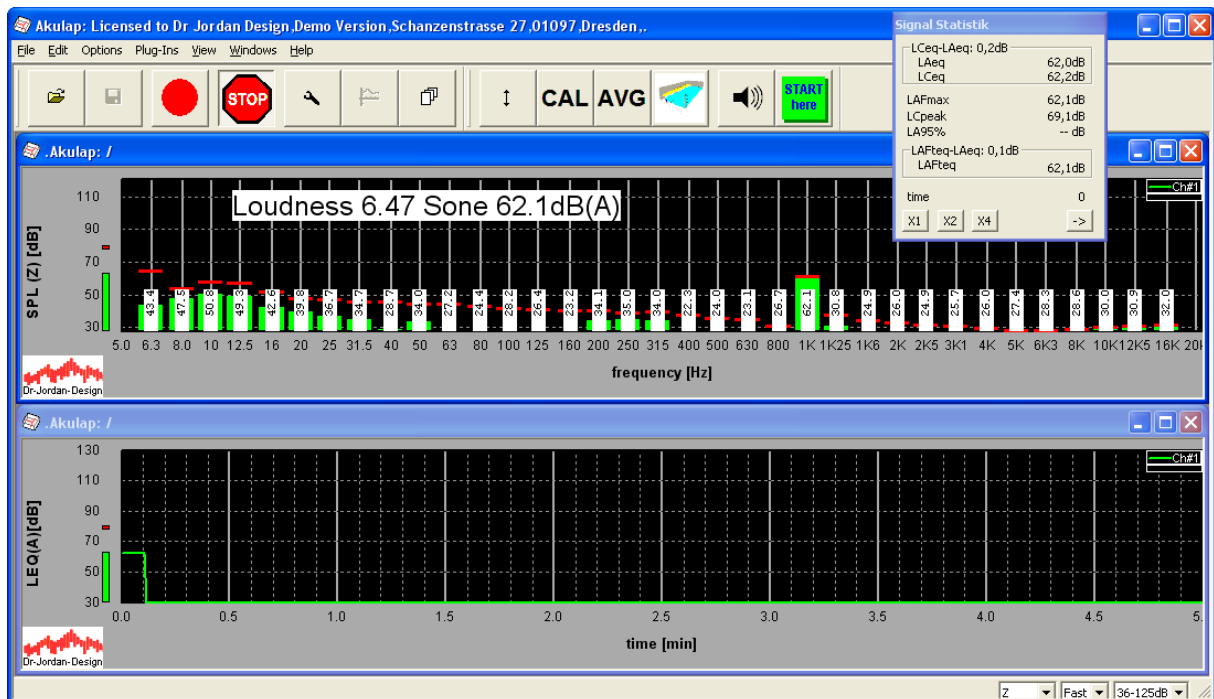 Akulap: Licensed to Dr Jordan Design,Demo Version,Schanzenstrasse 27,01097,Dresden,.
File Edit Options Plug-Ins View Windows Help
STOP CAL AVG START here
Signal Statistik
LCeq-LAeq: 0,2dB
LAeq 62,0dB
LCeq 62,2dB
LAFmax 62,1dB
LCpeak 69,1dB
LA95% -- dB
LAFteq-LAeq: 0,1dB
LAFteq 62,1dB
time 0
X1 X2 X4 ->
.Akulap: /
Ch#1
Loudness 6.47 Sone 62.1dB(A)
SPL (Z) [dB]
110
90
70
50
30
43.4 47.5 50.8 49.3 42.6 39.8 36.7 34.7 28.7 34.0 27.2 24.4 28.2 26.4 23.2 34.1 35.0 34.0 22.3 24.0 23.1 26.7 62.1 30.8 24.9 26.0 24.9 25.7 26.0 27.4 28.3 28.6 30.0 30.9 32.0
5.0 6.3 8.0 10 12.5 16 20 25 31.5 40 50 63 80 100 125 160 200 250 315 400 500 630 800 1K 1K25 1K6 2K 2K5 3K1 4K 5K 6K3 8K 10K 12K5 16K 20K
frequency [Hz]
Dr-Jordan-Design
.Akulap: /
Ch#1
LEQ(A)[dB]
130
110
90
70
50
30
0.0 0.5 1.0 1.5 2.0 2.5 3.0 3.5 4.0 4.5 5.
time [min]
Dr-Jordan-Design
Z Fast 36-125dB